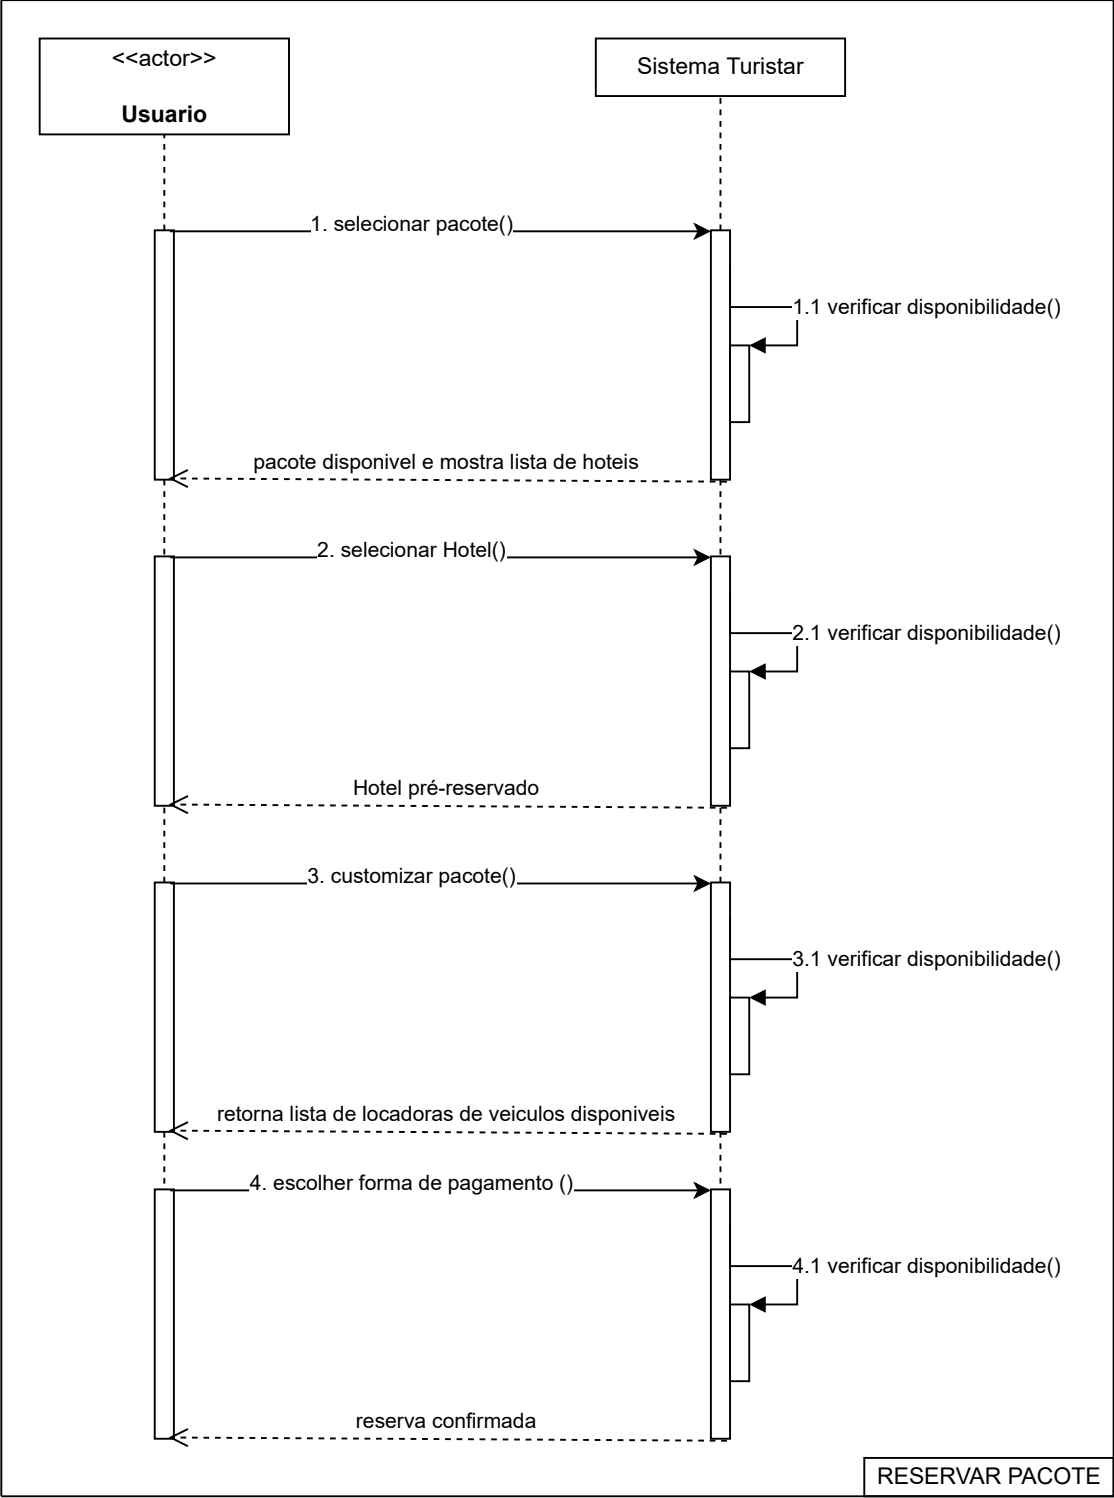 <<actor>>
Usuario
Sistema Turistar
1. selecionar pacote()
1.1 verificar disponibilidade()
pacote disponivel e mostra lista de hoteis
2. selecionar Hotel()
2.1 verificar disponibilidade()
Hotel pré-reservado
3. customizar pacote()
3.1 verificar disponibilidade()
retorna lista de locadoras de veiculos disponiveis
4. escolher forma de pagamento ()
4.1 verificar disponibilidade()
reserva confirmada
RESERVAR PACOTE